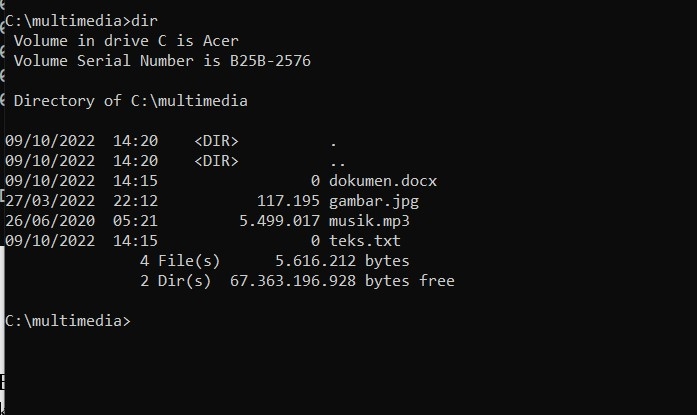 C:\multimedia>dir
 Volume in drive C is Acer
 Volume Serial Number is B25B-2576

 Directory of C:\multimedia

09/10/2022  14:20    <DIR>          .
09/10/2022  14:20    <DIR>          ..
09/10/2022  14:15                 0 dokumen.docx
27/03/2022  22:12           117.195 gambar.jpg
26/06/2020  05:21         5.499.017 musik.mp3
09/10/2022  14:15                 0 teks.txt
               4 File(s)      5.616.212 bytes
               2 Dir(s)  67.363.196.928 bytes free

C:\multimedia>